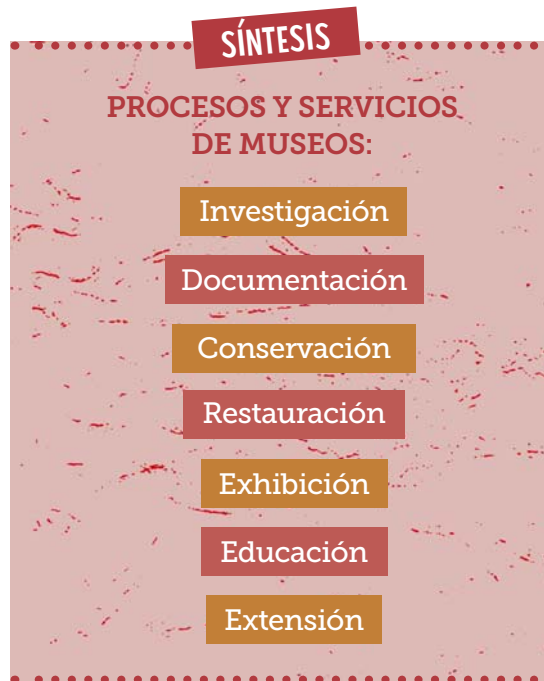 SÍNTESIS
PROCESOS Y SERVICIOS
DE MUSEOS:
Investigación
Documentación
Conservación
Restauración
Exhibición
Educación
Extensión